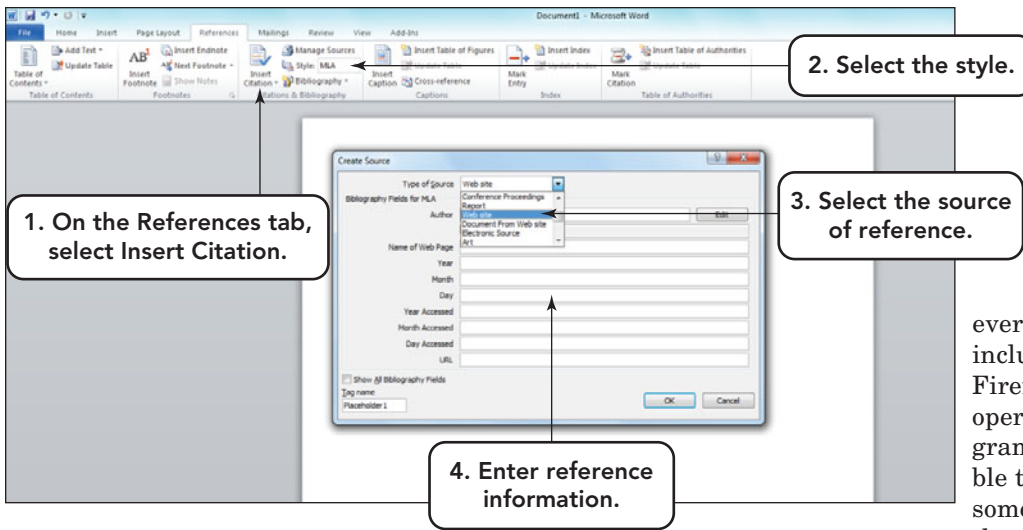 Document1 - Microsoft Word
File Home Insert Page Layout References Mailings Review View Add-Ins
Table of Contents
Add Text
Update Table
Table of Contents
AB¹
Insert Footnote
Insert Endnote
Next Footnote
Show Notes
Footnotes
Insert Citation
Manage Sources
Style: MLA
Bibliography
Citations & Bibliography
Insert Caption
Insert Table of Figures
Update Table
Cross-reference
Captions
Mark Entry
Insert Index
Update Index
Index
Mark Citation
Insert Table of Authorities
Update Table
Table of Authorities
2. Select the style.
1. On the References tab,
select Insert Citation.
Create Source
Type of Source Web site
Bibliography Fields for MLA
Conference Proceedings
Report
Web site
Document From Web site
Electronic Source
Art
Author
Edit
Name of Web Page
Year
Month
Day
Year Accessed
Month Accessed
Day Accessed
URL
Show All Bibliography Fields
Tag name
Placeholder1
OK Cancel
3. Select the source
of reference.
4. Enter reference
information.